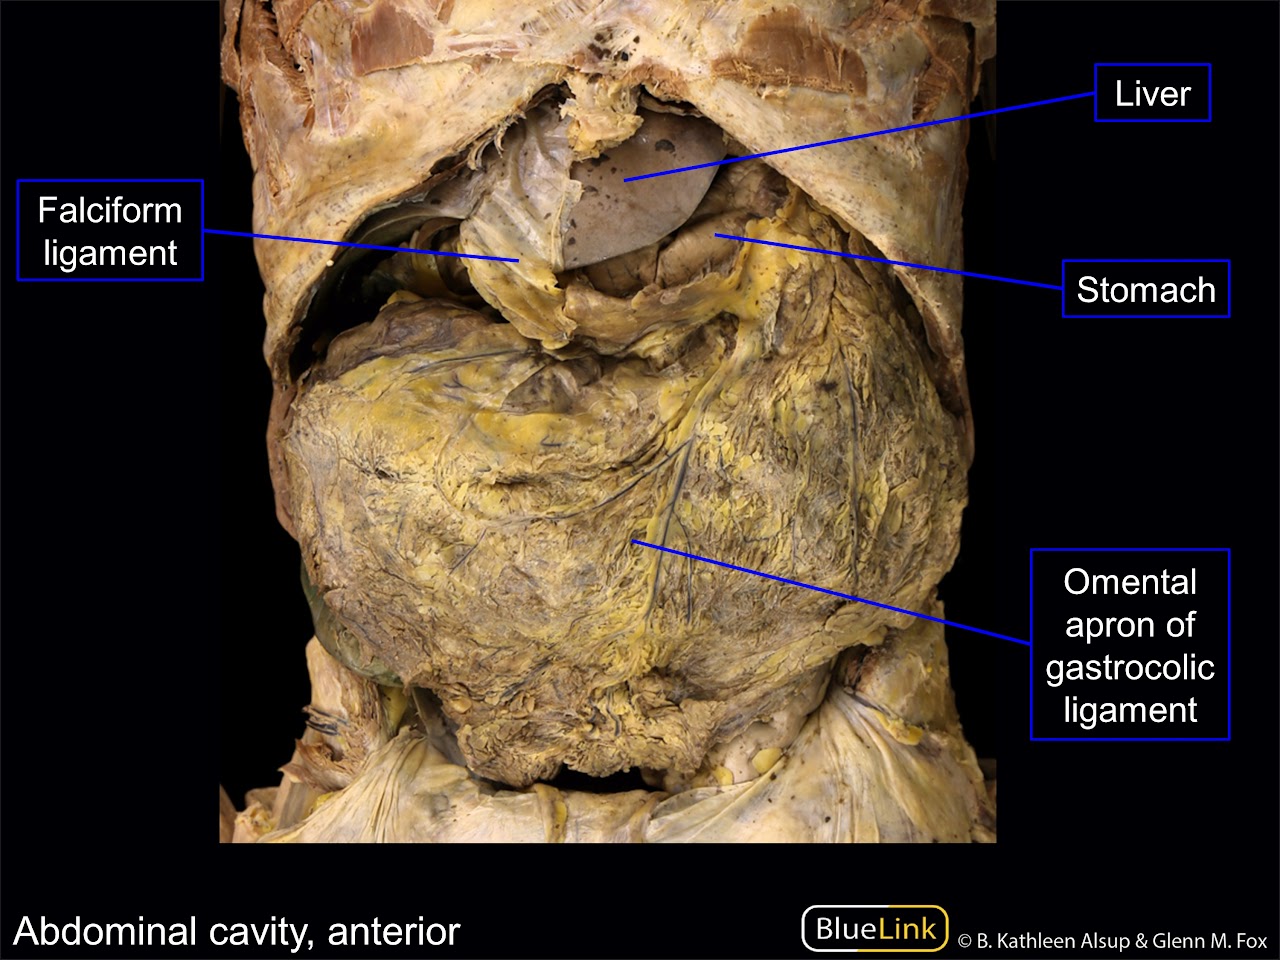 Liver
Falciform
ligament
Stomach
Omental
apron of
gastrocolic
ligament
Abdominal cavity, anterior
BlueLink
© B. Kathleen Alsup & Glenn M. Fox